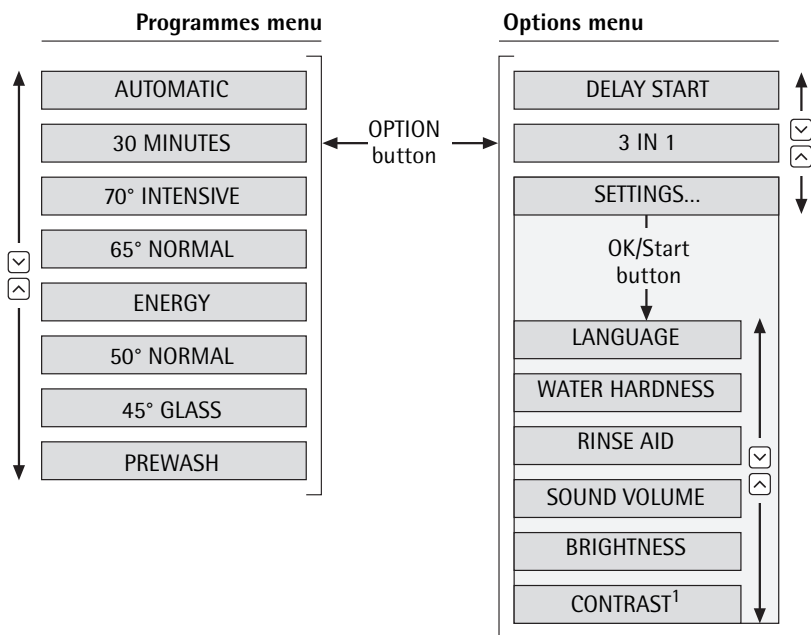 Programmes menu
AUTOMATIC
30 MINUTES
70° INTENSIVE
65° NORMAL
ENERGY
50° NORMAL
45° GLASS
PREWASH
OPTION
button
Options menu
DELAY START
3 IN 1
SETTINGS...
OK/Start
button
LANGUAGE
WATER HARDNESS
RINSE AID
SOUND VOLUME
BRIGHTNESS
CONTRAST¹